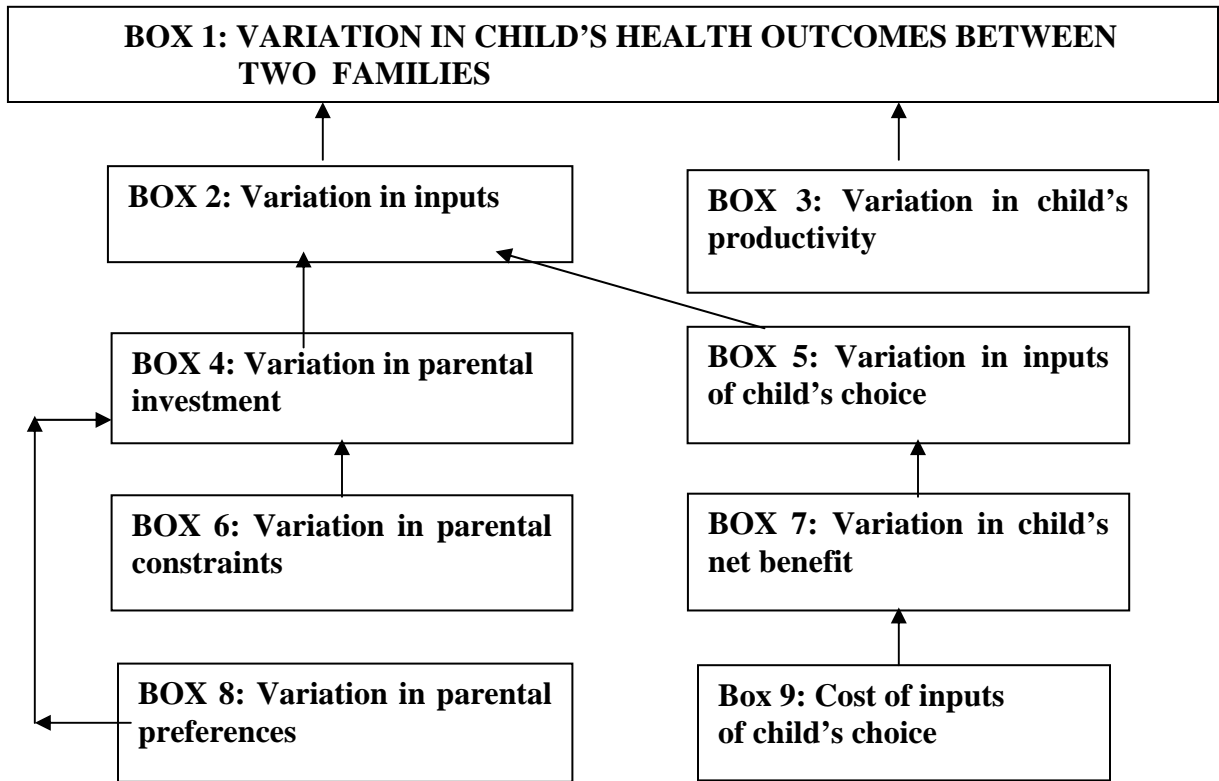 BOX 1: VARIATION IN CHILD’S HEALTH OUTCOMES BETWEEN
TWO FAMILIES
BOX 2: Variation in inputs
BOX 3: Variation in child’s
productivity
BOX 4: Variation in parental
investment
BOX 5: Variation in inputs
of child’s choice
BOX 6: Variation in parental
constraints
BOX 7: Variation in child’s
net benefit
BOX 8: Variation in parental
preferences
Box 9: Cost of inputs
of child’s choice